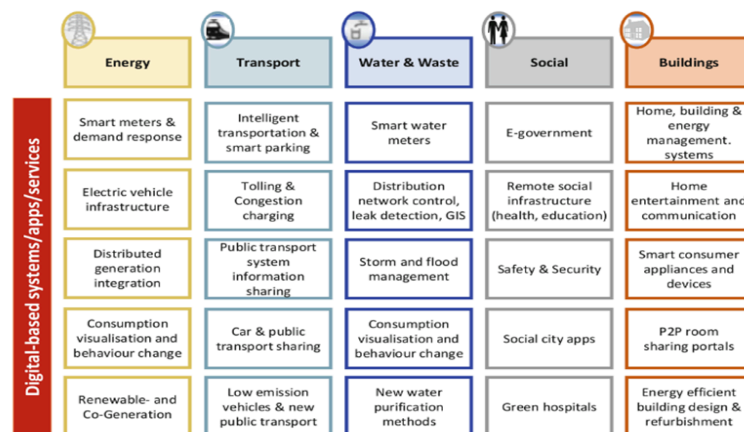 Energy
Transport
Water & Waste
Social
Buildings
Digital-based systems/apps/services
Smart meters &
demand response
Intelligent
transportation &
smart parking
Smart water
meters
E-government
Home, building &
energy
management.
systems
Electric vehicle
infrastructure
Tolling &
Congestion
charging
Distribution
network control,
leak detection, GIS
Remote social
infrastructure
(health, education)
Home
entertainment and
communication
Distributed
generation
integration
Public transport
system
information
sharing
Storm and flood
management
Safety & Security
Smart consumer
appliances and
devices
Consumption
visualisation and
behaviour change
Car & public
transport sharing
Consumption
visualisation and
behaviour change
Social city apps
P2P room
sharing portals
Renewable- and
Co-Generation
Low emission
vehicles & new
public transport
New water
purification
methods
Green hospitals
Energy efficient
building design &
refurbishment